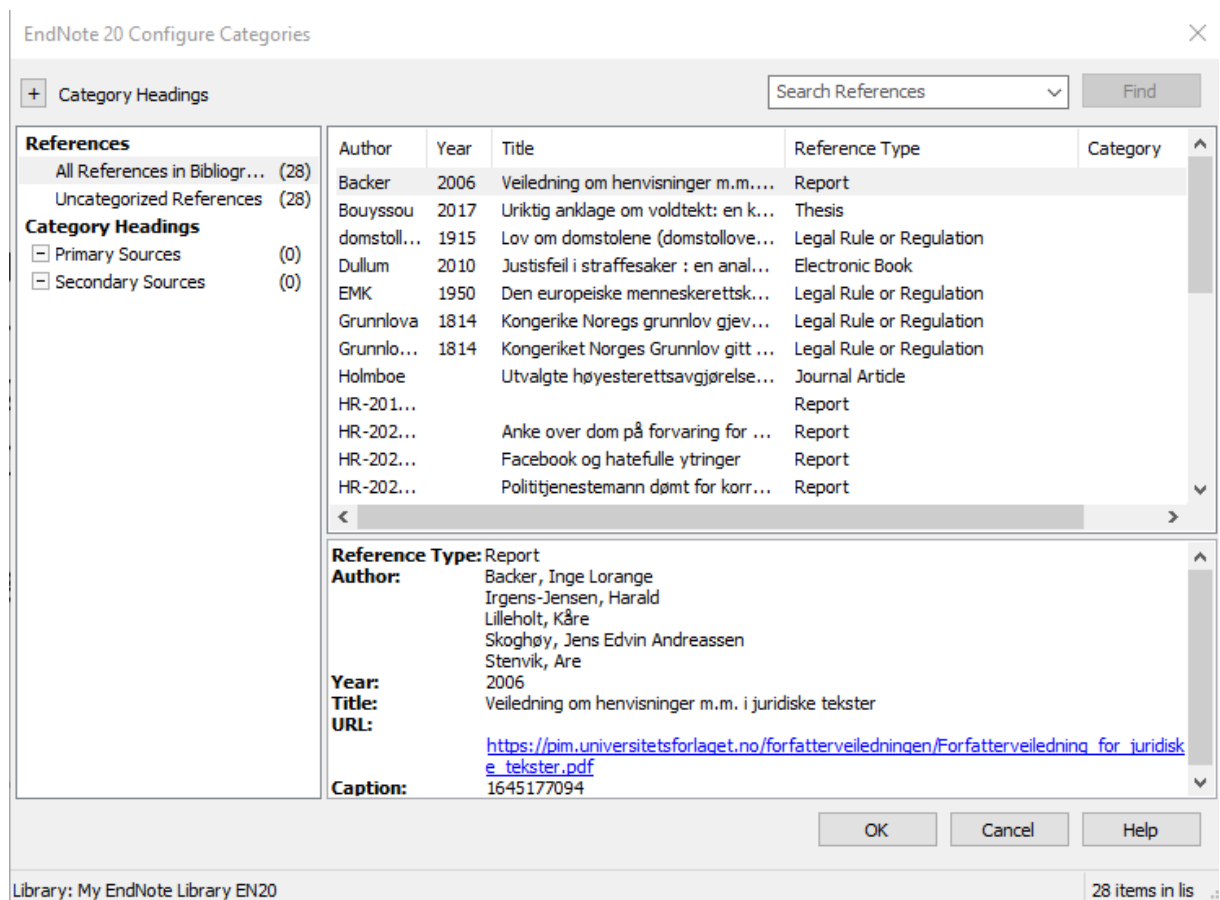 EndNote 20 Configure Categories
+ Category Headings
Search References
Find
References
All References in Bibliogr... (28)
Uncategorized References (28)
Category Headings
Primary Sources (0)
Secondary Sources (0)
Author Year Title Reference Type Category
Backer 2006 Veiledning om henvisninger m.m.... Report
Bouyssou 2017 Uriktig anklage om voldtekt: en k... Thesis
domstoll... 1915 Lov om domstolene (domstollove... Legal Rule or Regulation
Dullum 2010 Justisfeil i straffesaker : en anal... Electronic Book
EMK 1950 Den europeiske menneskerettsk... Legal Rule or Regulation
Grunnlova 1814 Kongerike Noregs grunnlov gjev... Legal Rule or Regulation
Grunnlo... 1814 Kongeriket Norges Grunnlov gitt ... Legal Rule or Regulation
Holmboe Utvalgte høyesterettsavgjørelse... Journal Article
HR-201... Report
HR-202... Anke over dom på forvaring for ... Report
HR-202... Facebook og hatefulle ytringer Report
HR-202... Polititjenestemann dømt for korr... Report
Reference Type: Report
Author: Backer, Inge Lorange
Irgens-Jensen, Harald
Lilleholt, Kåre
Skoghøy, Jens Edvin Andreassen
Stenvik, Are
Year: 2006
Title: Veiledning om henvisninger m.m. i juridiske tekster
URL:
https://pim.universitetsforlaget.no/forfatterveiledningen/Forfatterveiledning_for_juridisk
e_tekster.pdf
Caption: 1645177094
OK Cancel Help
Library: My EndNote Library EN20 28 items in lis